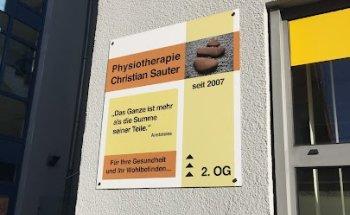 Physiotherapie
Christian Sauter
seit 2007
„Das Ganze ist mehr
als die Summe
seiner Teile.“
Aristoteles
Für Ihre Gesundheit
und Ihr Wohlbefinden...
2. OG